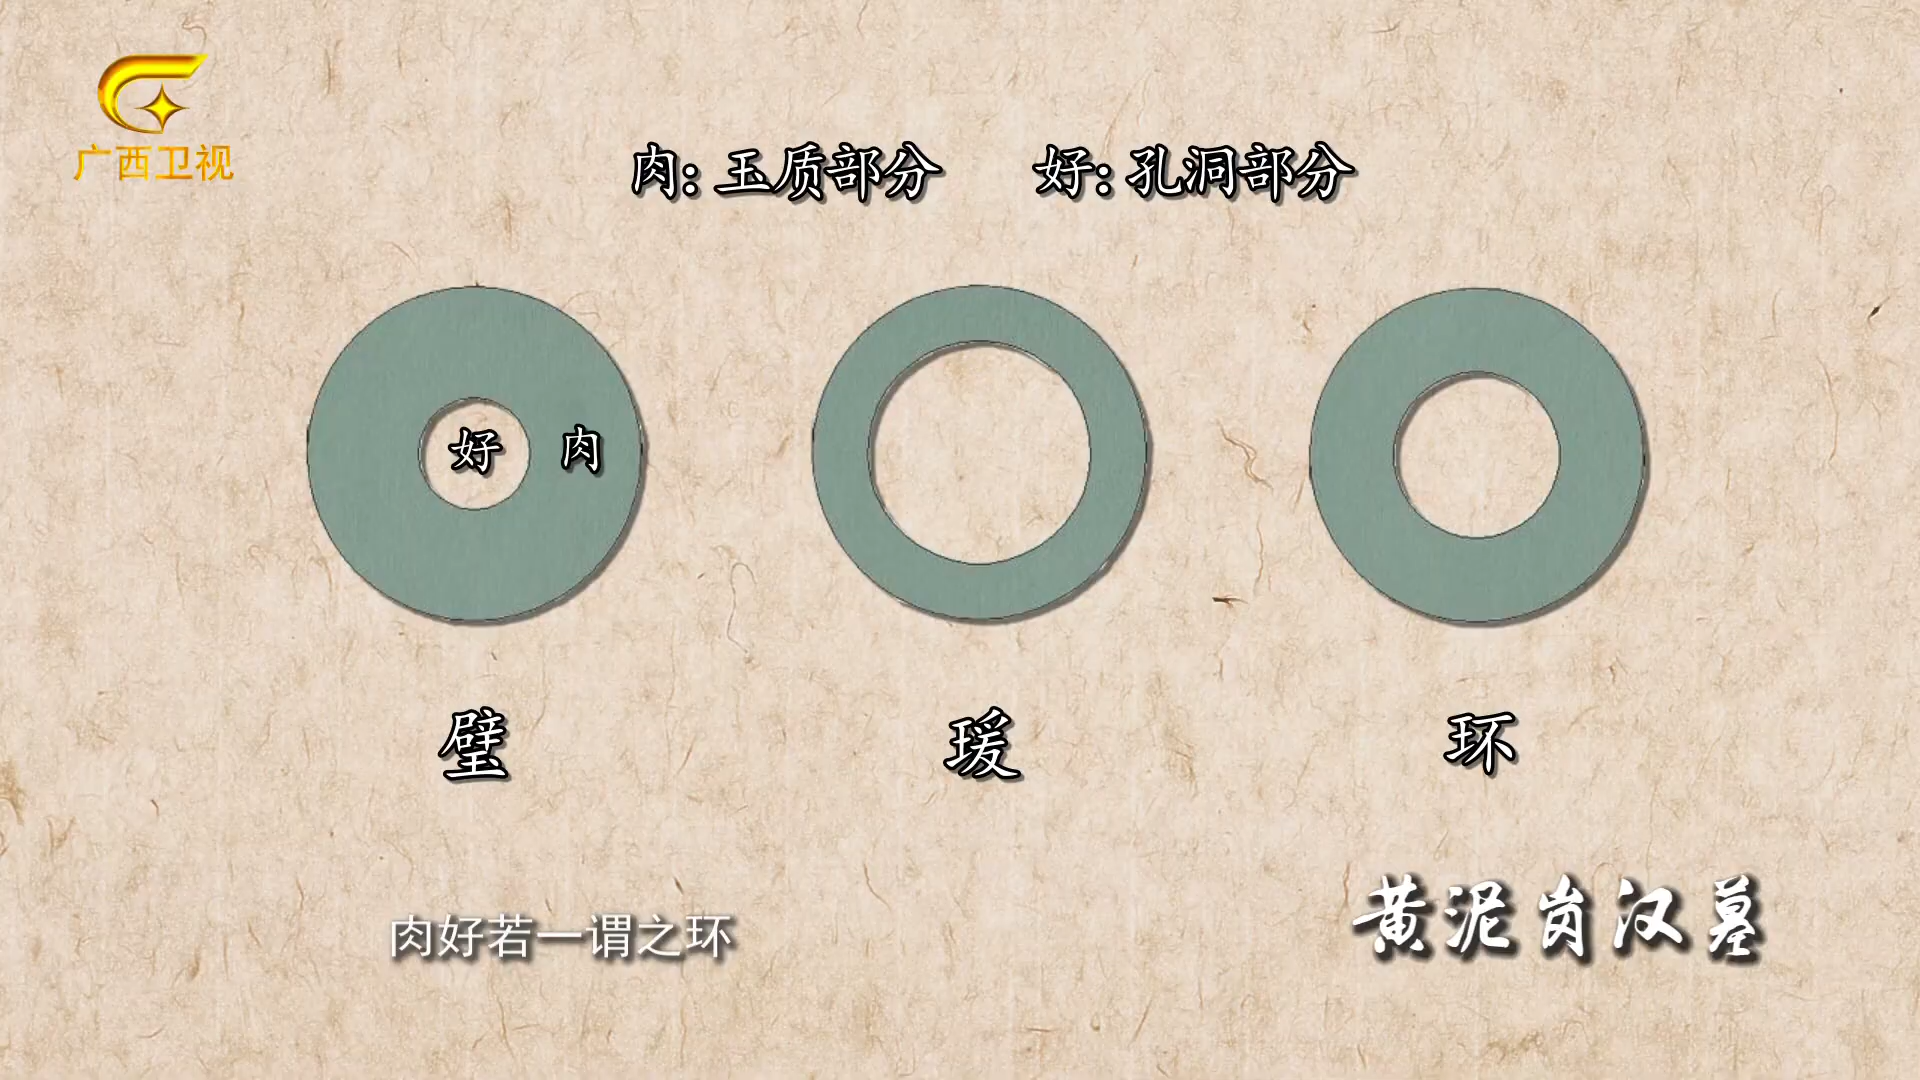 广西卫视
肉：玉质部分 好：孔洞部分
好 肉
璧 瑗 环
肉好若一谓之环
黄泥岗汉墓